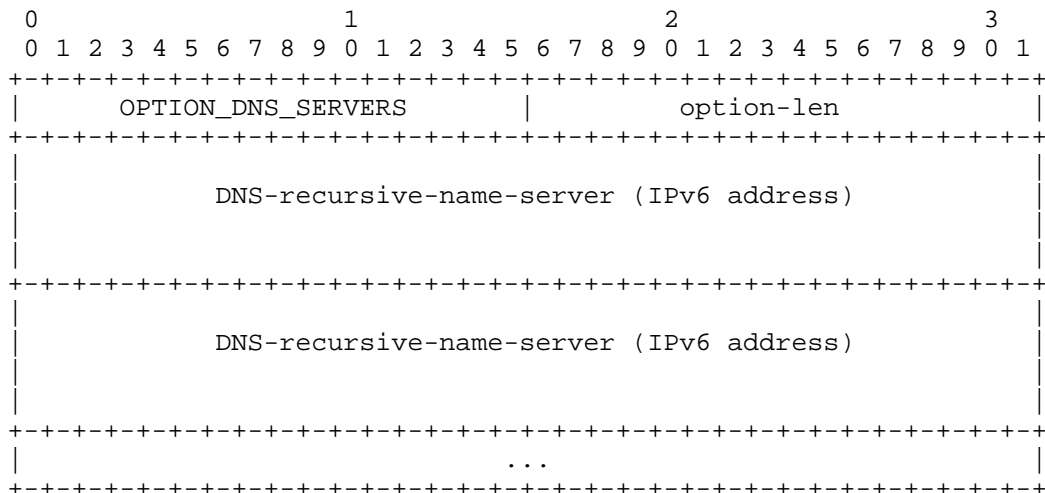 0                   1                   2                   3
 0 1 2 3 4 5 6 7 8 9 0 1 2 3 4 5 6 7 8 9 0 1 2 3 4 5 6 7 8 9 0 1
+-+-+-+-+-+-+-+-+-+-+-+-+-+-+-+-+-+-+-+-+-+-+-+-+-+-+-+-+-+-+-+-+
|      OPTION_DNS_SERVERS       |         option-len            |
+-+-+-+-+-+-+-+-+-+-+-+-+-+-+-+-+-+-+-+-+-+-+-+-+-+-+-+-+-+-+-+-+
|                                                               |
|            DNS-recursive-name-server (IPv6 address)           |
|                                                               |
|                                                               |
+-+-+-+-+-+-+-+-+-+-+-+-+-+-+-+-+-+-+-+-+-+-+-+-+-+-+-+-+-+-+-+-+
|                                                               |
|            DNS-recursive-name-server (IPv6 address)           |
|                                                               |
|                                                               |
+-+-+-+-+-+-+-+-+-+-+-+-+-+-+-+-+-+-+-+-+-+-+-+-+-+-+-+-+-+-+-+-+
|                              ...                              |
+-+-+-+-+-+-+-+-+-+-+-+-+-+-+-+-+-+-+-+-+-+-+-+-+-+-+-+-+-+-+-+-+